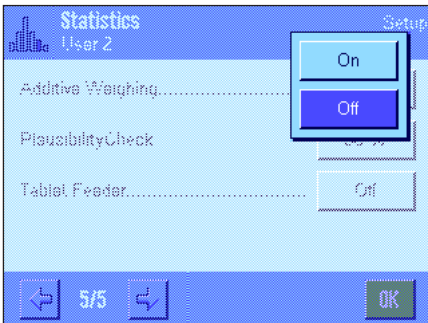 Statistics
Setup
User 2
On
Off
Additive Weighing..............................
PlausibilityCheck
Tablet Feeder.......................................... Off
5/5
OK